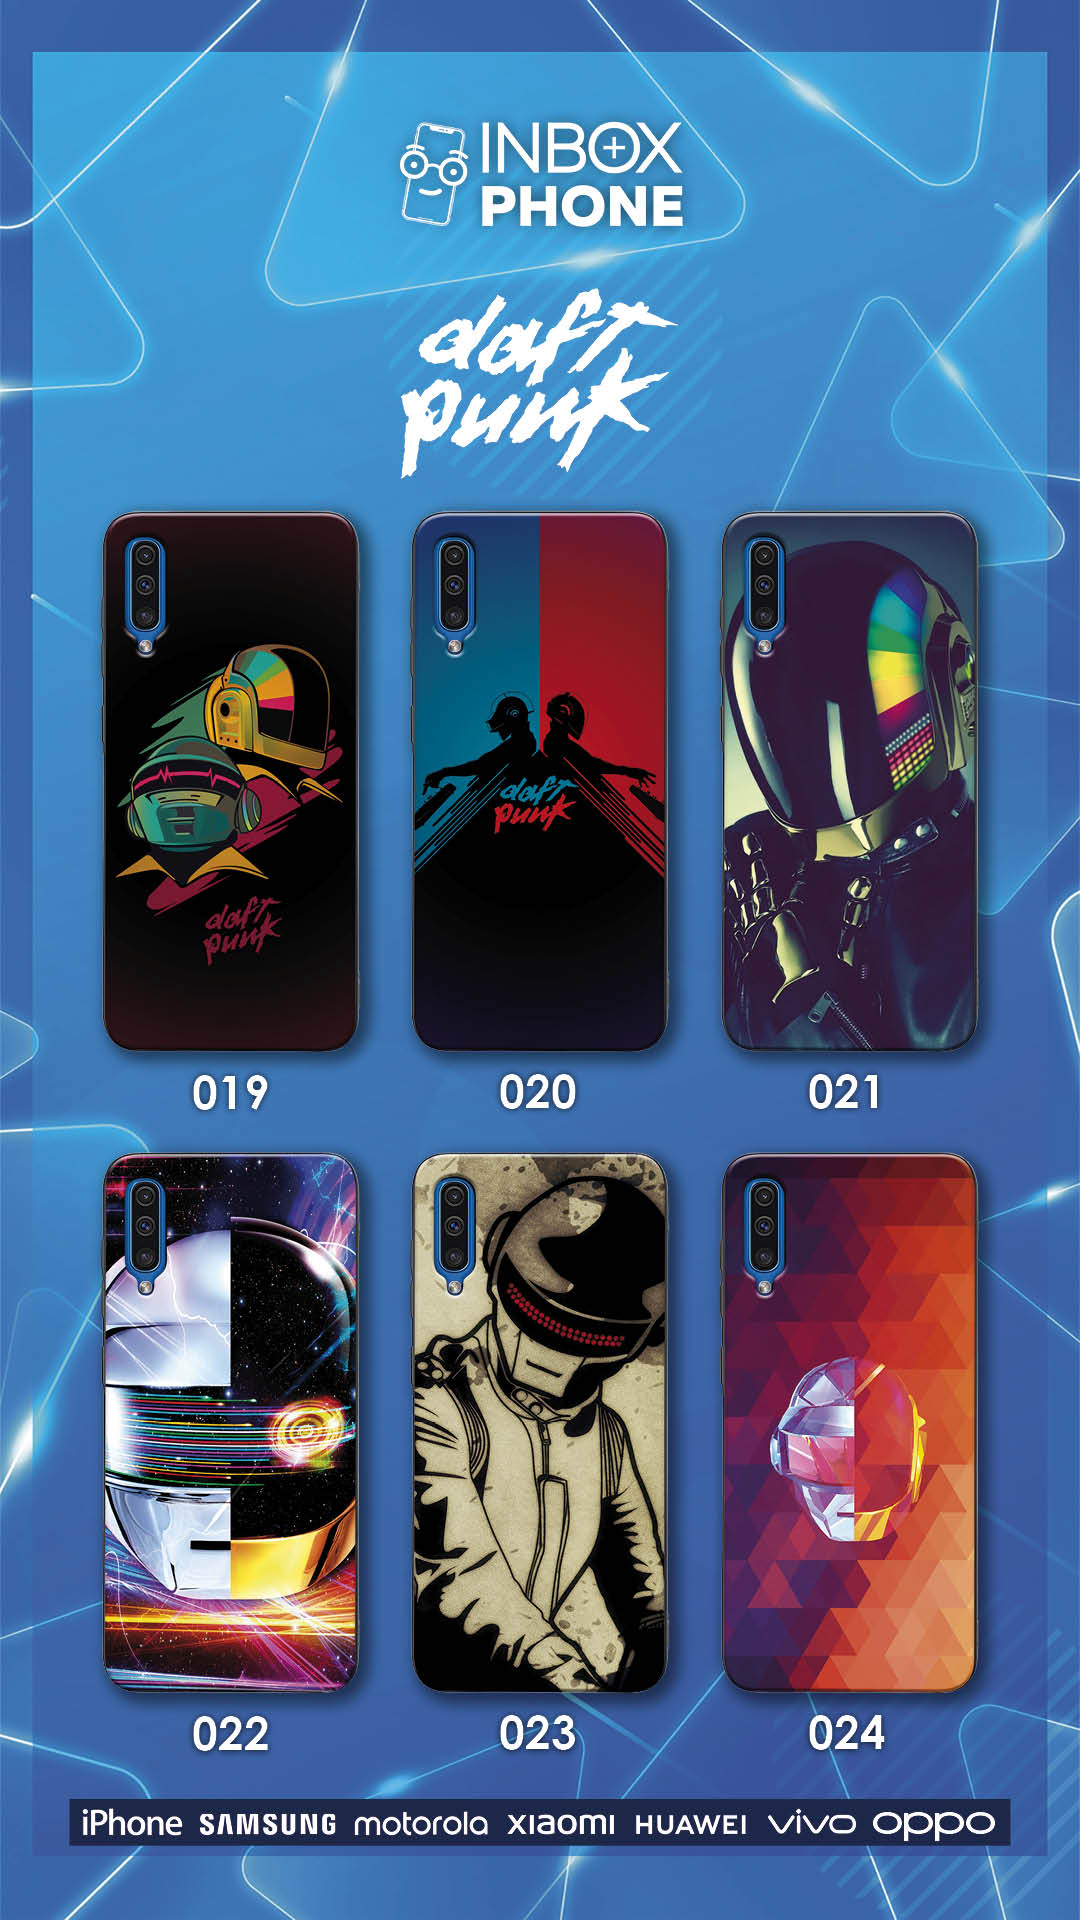 INBOX
PHONE
daft
punk
daft
punk
daft
punk
019
020
021
022
023
024
iPhone SAMSUNG motorola xiaomi HUAWEI vivo oppo